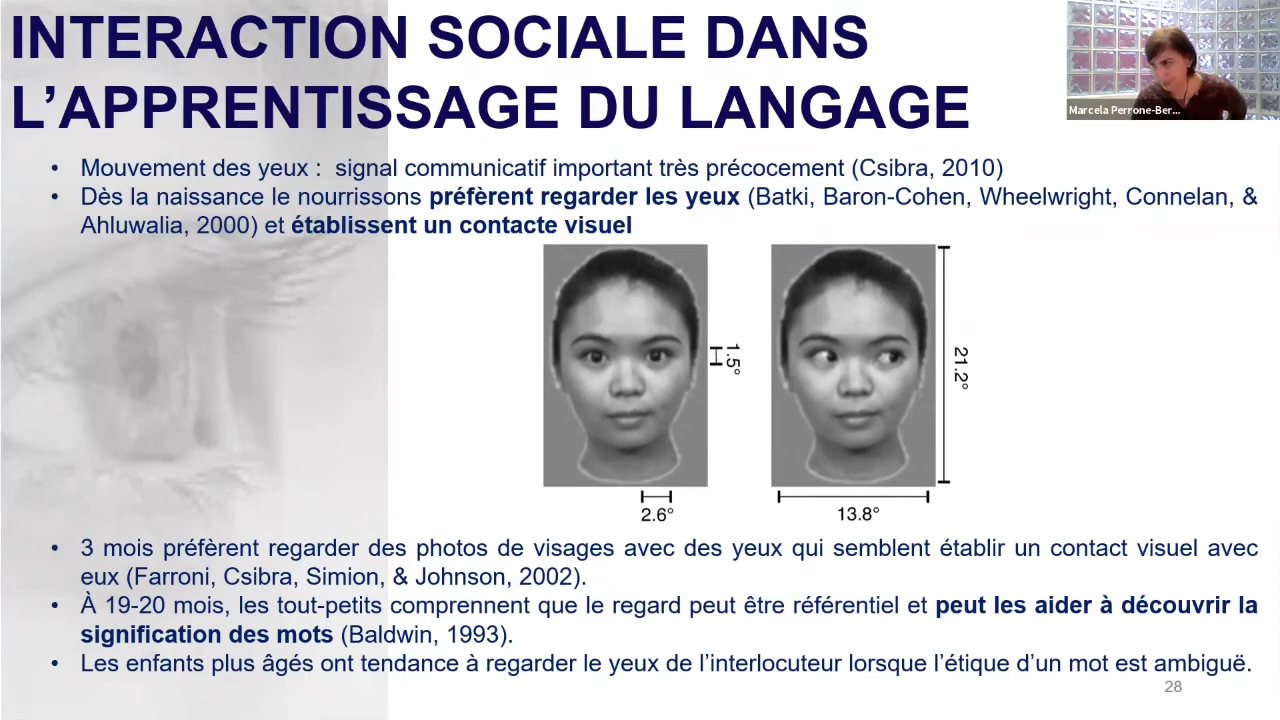 INTERACTION SOCIALE DANS
L’APPRENTISSAGE DU LANGAGE
Marcela Perrone-Ber...
• Mouvement des yeux :  signal communicatif important très précocement (Csibra, 2010)
• Dès la naissance le nourrissons préfèrent regarder les yeux (Batki, Baron-Cohen, Wheelwright, Connelan, &
Ahluwalia, 2000) et établissent un contacte visuel
1.5°
21.2°
2.6°
13.8°
• 3 mois préfèrent regarder des photos de visages avec des yeux qui semblent établir un contact visuel avec
eux (Farroni, Csibra, Simion, & Johnson, 2002).
• À 19-20 mois, les tout-petits comprennent que le regard peut être référentiel et peut les aider à découvrir la
signification des mots (Baldwin, 1993).
• Les enfants plus âgés ont tendance à regarder le yeux de l’interlocuteur lorsque l’étique d’un mot est ambiguë.
28